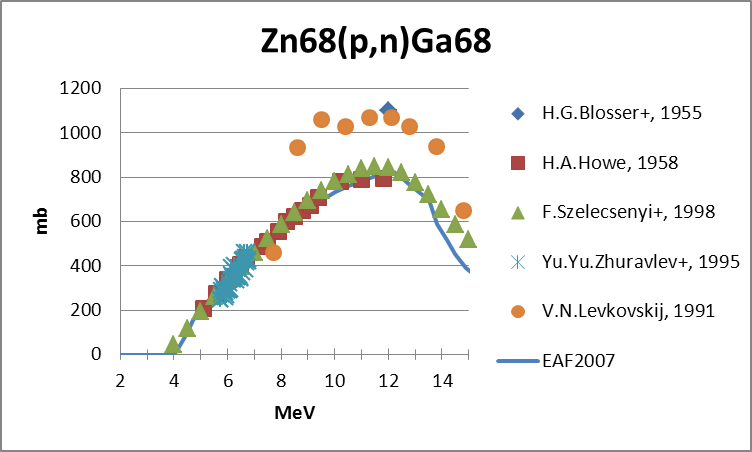 Zn68(p,n)Ga68
1200
1000
800
600
400
200
0
mb
2 4 6 8 10 12 14
MeV
H.G.Blosser+, 1955
H.A.Howe, 1958
F.Szelecsenyi+, 1998
Yu.Yu.Zhuravlev+, 1995
V.N.Levkovskij, 1991
EAF2007